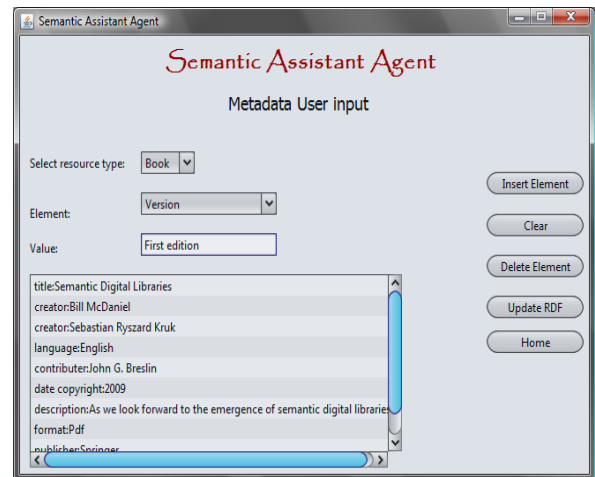 Semantic Assistant Agent
Semantic Assistant Agent
Metadata User input
Select resource type: Book
Insert Element
Element: Version
Clear
Value: First edition
Delete Element
title:Semantic Digital Libraries
creator:Bill McDaniel
Update RDF
creator:Sebastian Ryszard Kruk
language:English
Home
contributer:John G. Breslin
date copyright:2009
description:As we look forward to the emergence of semantic digital libraries
format:Pdf
publisher:Springer